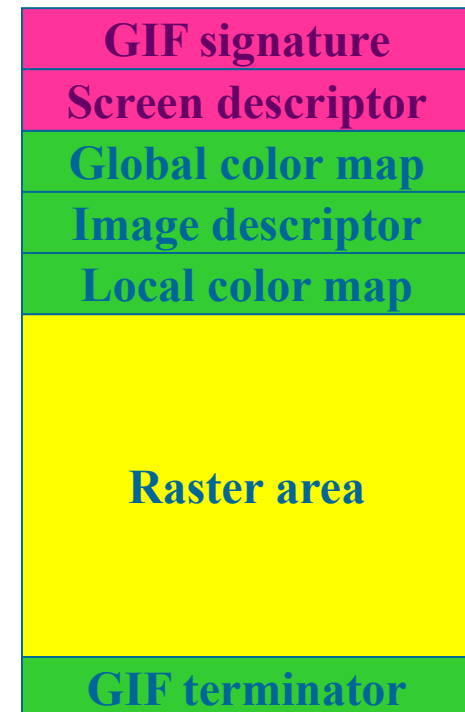 GIF signature
Screen descriptor
Global color map
Image descriptor
Local color map
Raster area
GIF terminator